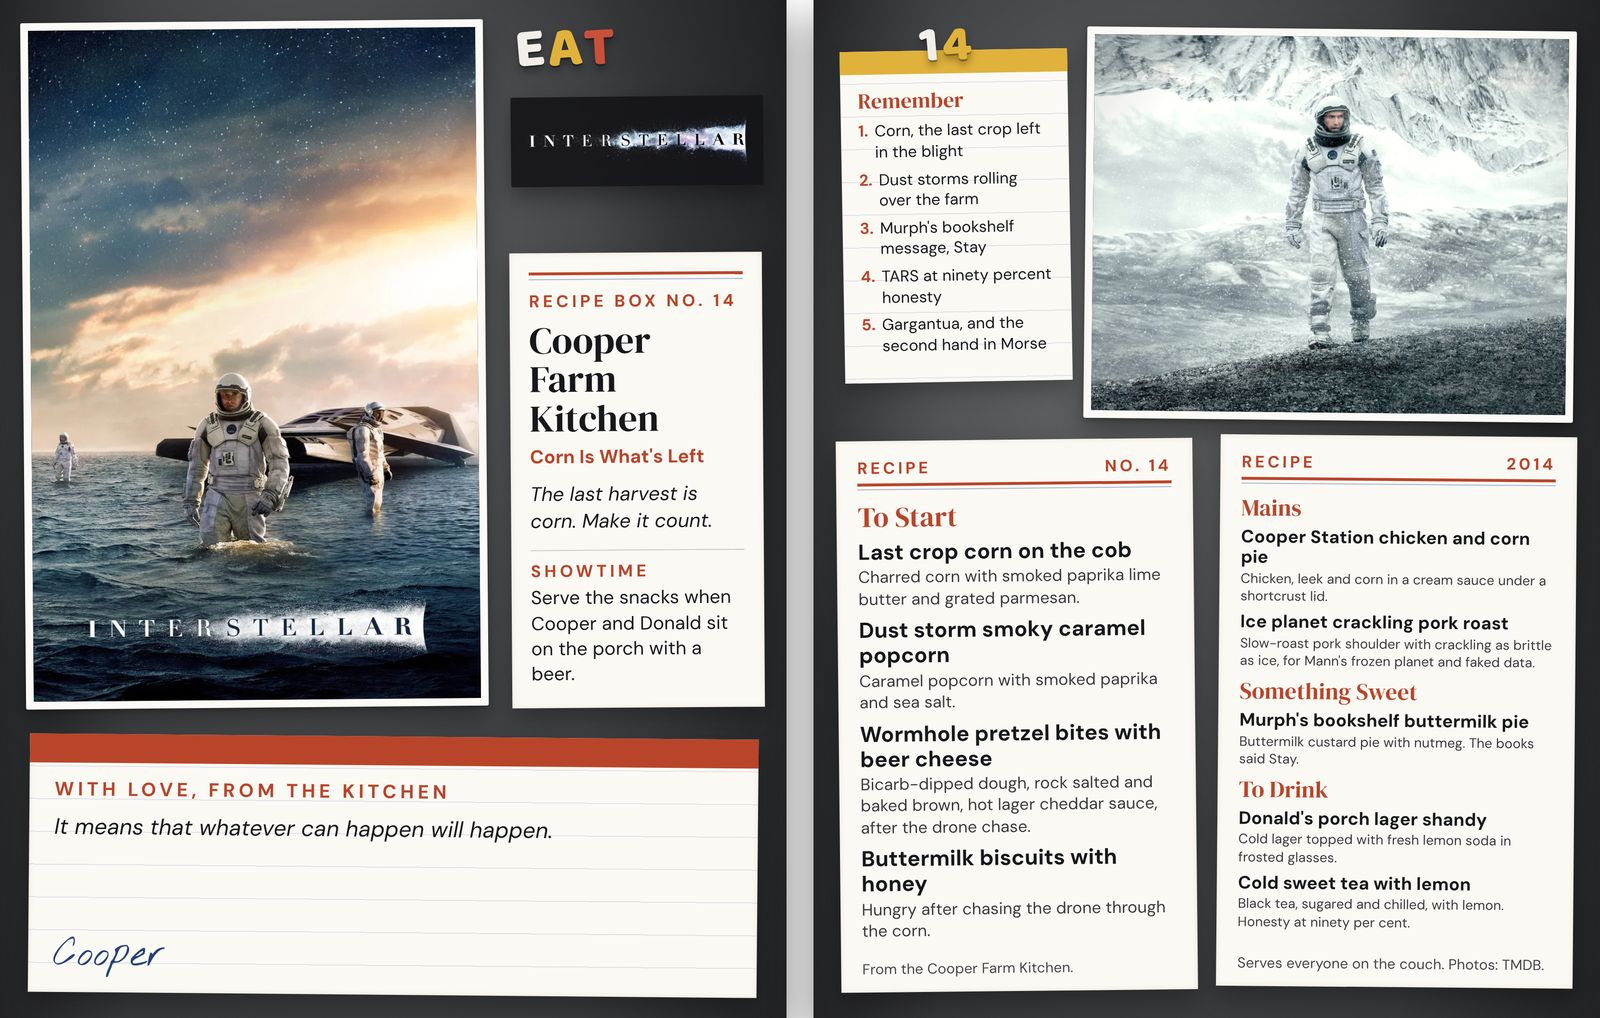 EAT
INTERSTELLAR
INTERSTELLAR
RECIPE BOX NO. 14
Cooper
Farm
Kitchen
Corn Is What's Left
The last harvest is
corn. Make it count.
SHOWTIME
Serve the snacks when
Cooper and Donald sit
on the porch with a
beer.
WITH LOVE, FROM THE KITCHEN
It means that whatever can happen will happen.
Cooper
14
Remember
1. Corn, the last crop left
in the blight
2. Dust storms rolling
over the farm
3. Murph's bookshelf
message, Stay
4. TARS at ninety percent
honesty
5. Gargantua, and the
second hand in Morse
RECIPE NO. 14
To Start
Last crop corn on the cob
Charred corn with smoked paprika lime
butter and grated parmesan.
Dust storm smoky caramel
popcorn
Caramel popcorn with smoked paprika
and sea salt.
Wormhole pretzel bites with
beer cheese
Bicarb-dipped dough, rock salted and
baked brown, hot lager cheddar sauce,
after the drone chase.
Buttermilk biscuits with
honey
Hungry after chasing the drone through
the corn.
From the Cooper Farm Kitchen.
RECIPE 2014
Mains
Cooper Station chicken and corn
pie
Chicken, leek and corn in a cream sauce under a
shortcrust lid.
Ice planet crackling pork roast
Slow-roast pork shoulder with crackling as brittle
as ice, for Mann's frozen planet and faked data.
Something Sweet
Murph's bookshelf buttermilk pie
Buttermilk custard pie with nutmeg. The books
said Stay.
To Drink
Donald's porch lager shandy
Cold lager topped with fresh lemon soda in
frosted glasses.
Cold sweet tea with lemon
Black tea, sugared and chilled, with lemon.
Honesty at ninety per cent.
Serves everyone on the couch. Photos: TMDB.